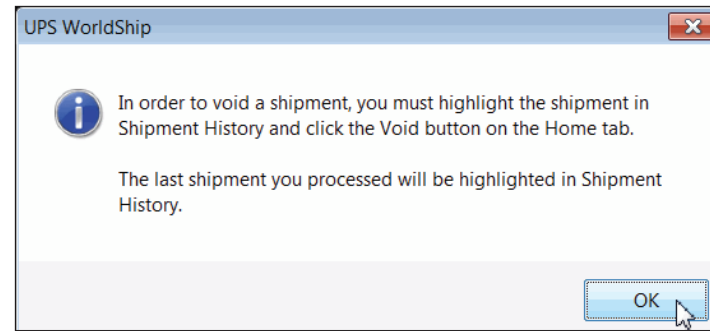 UPS WorldShip
In order to void a shipment, you must highlight the shipment in
Shipment History and click the Void button on the Home tab.
The last shipment you processed will be highlighted in Shipment
History.
OK